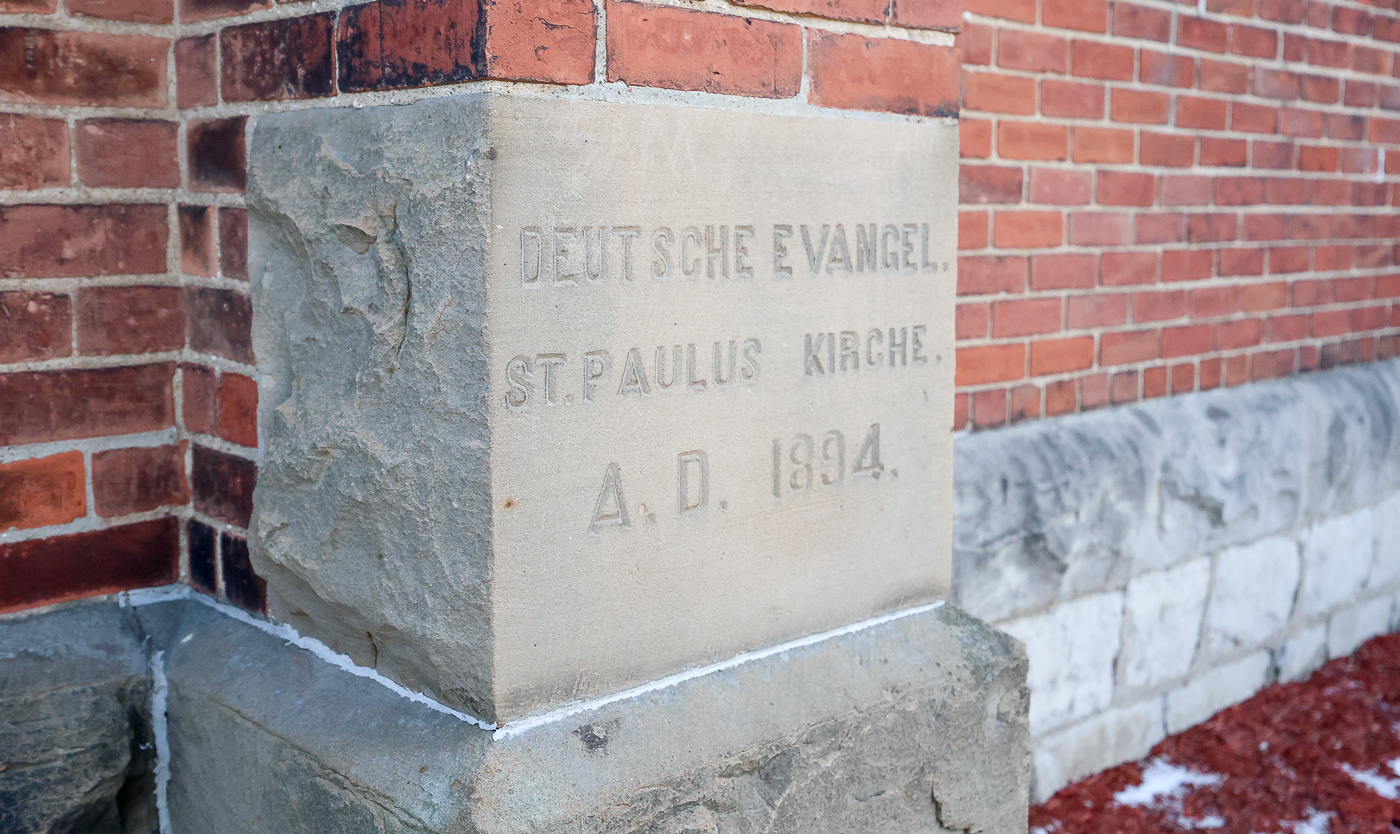 DEUTSCHE EVANGEL.
ST. PAULUS KIRCHE.
A. D. 1894.